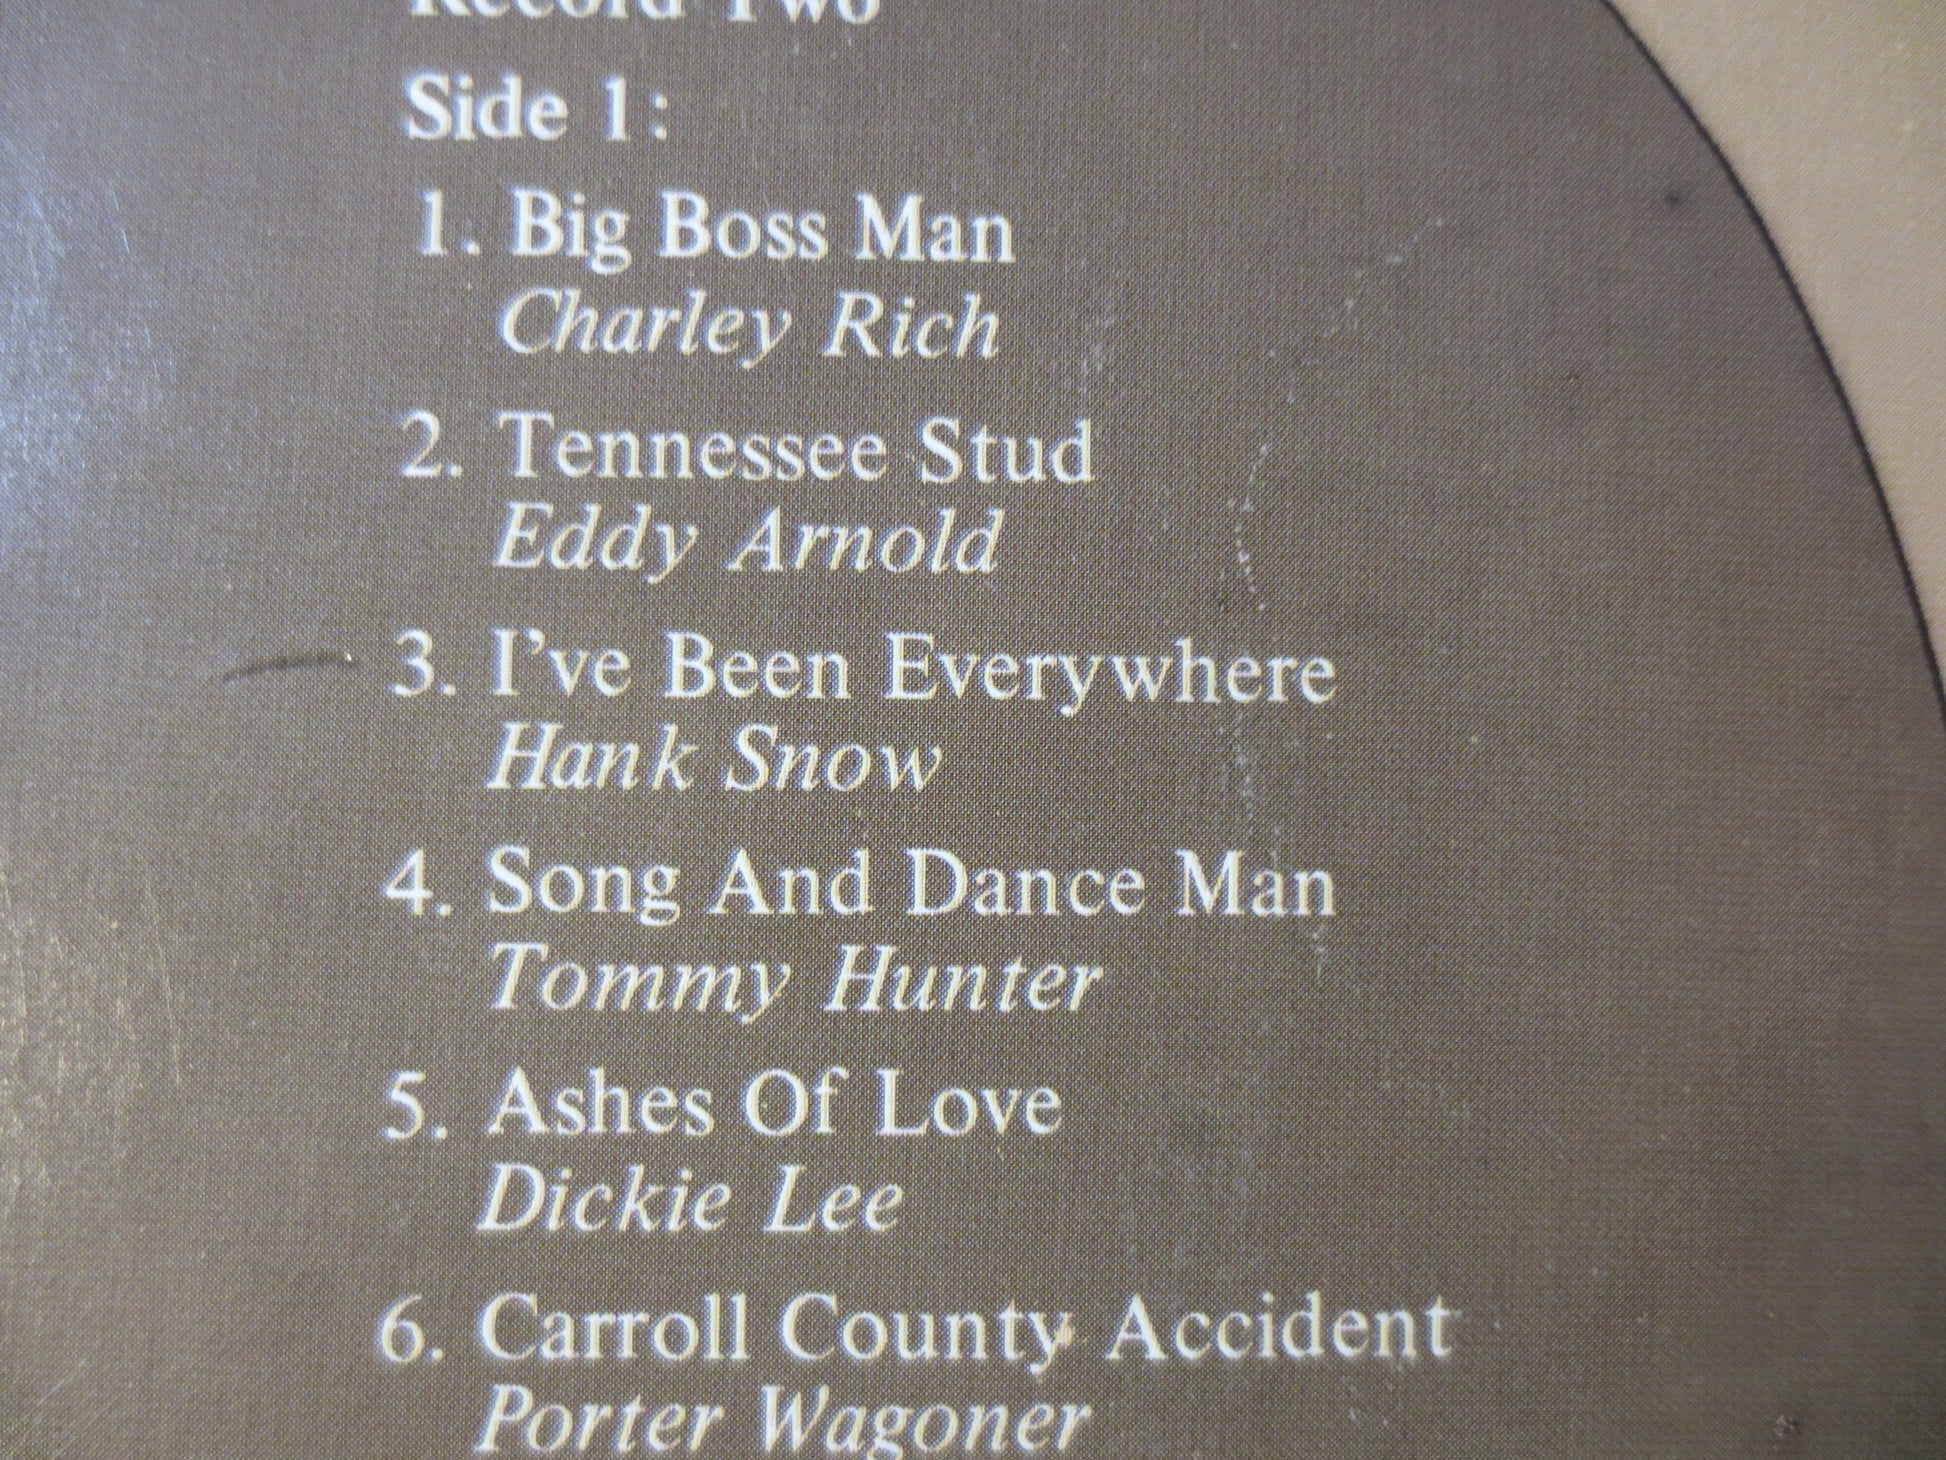 Record Two
Side 1:
1. Big Boss Man
Charley Rich
2. Tennessee Stud
Eddy Arnold
3. I've Been Everywhere
Hank Snow
4. Song And Dance Man
Tommy Hunter
5. Ashes Of Love
Dickie Lee
6. Carroll County Accident
Porter Wagoner